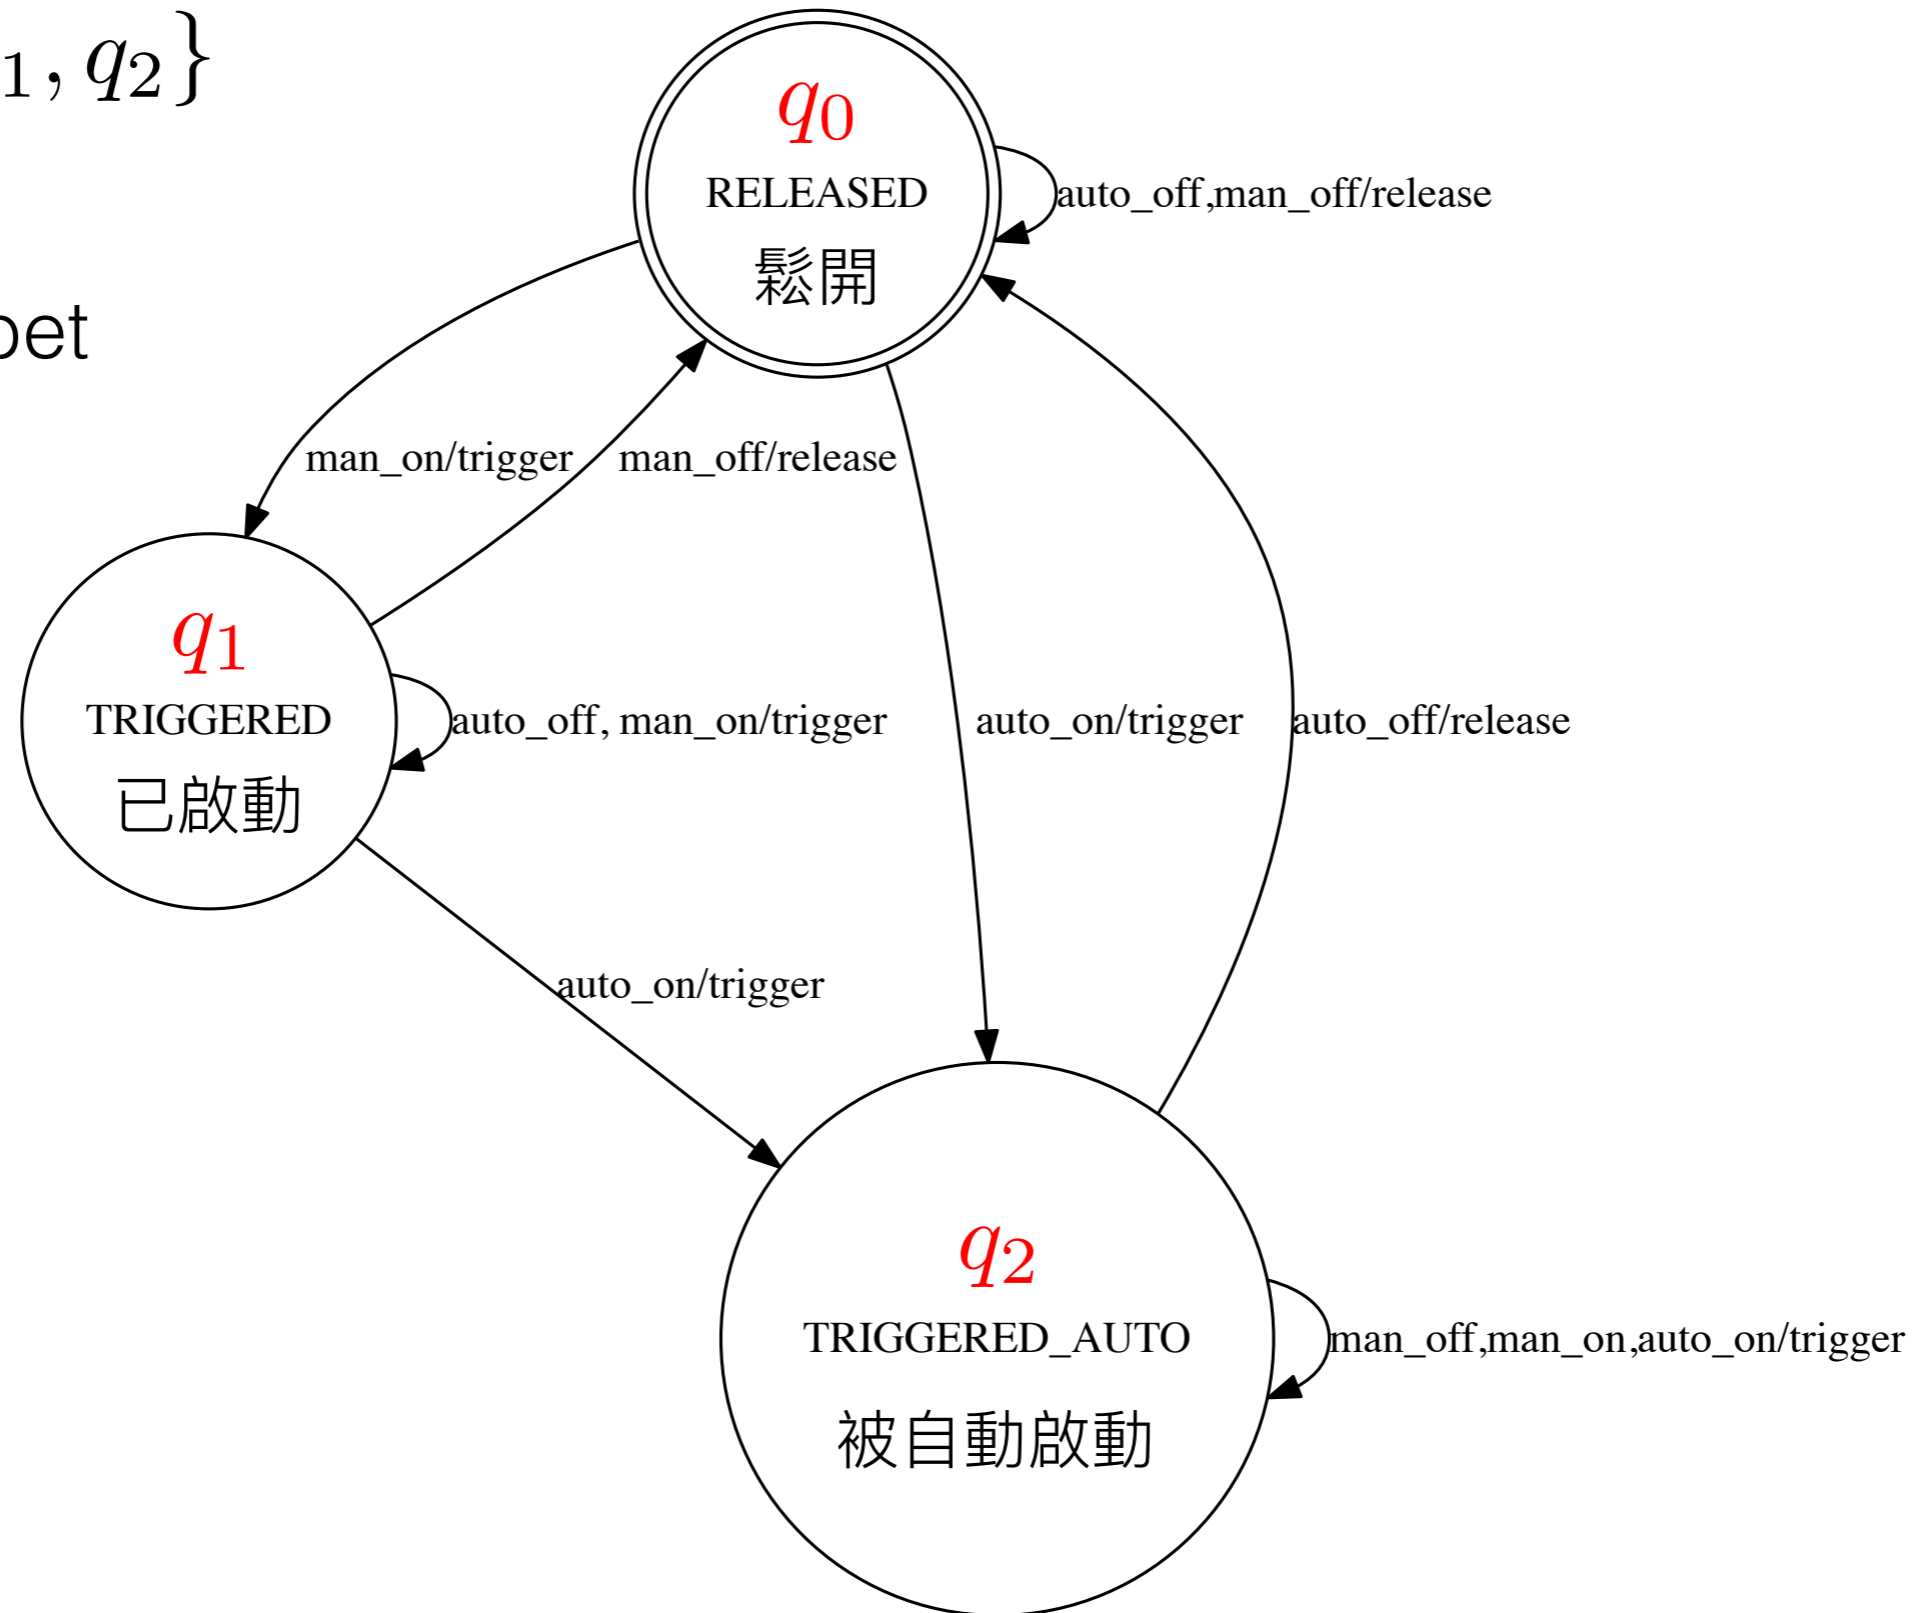 ₁, q₂}
q₀
RELEASED
鬆開
auto_off,man_off/release
man_on/trigger
man_off/release
q₁
TRIGGERED
已啟動
auto_off, man_on/trigger
auto_on/trigger
auto_off/release
auto_on/trigger
q₂
TRIGGERED_AUTO
被自動啟動
man_off,man_on,auto_on/trigger